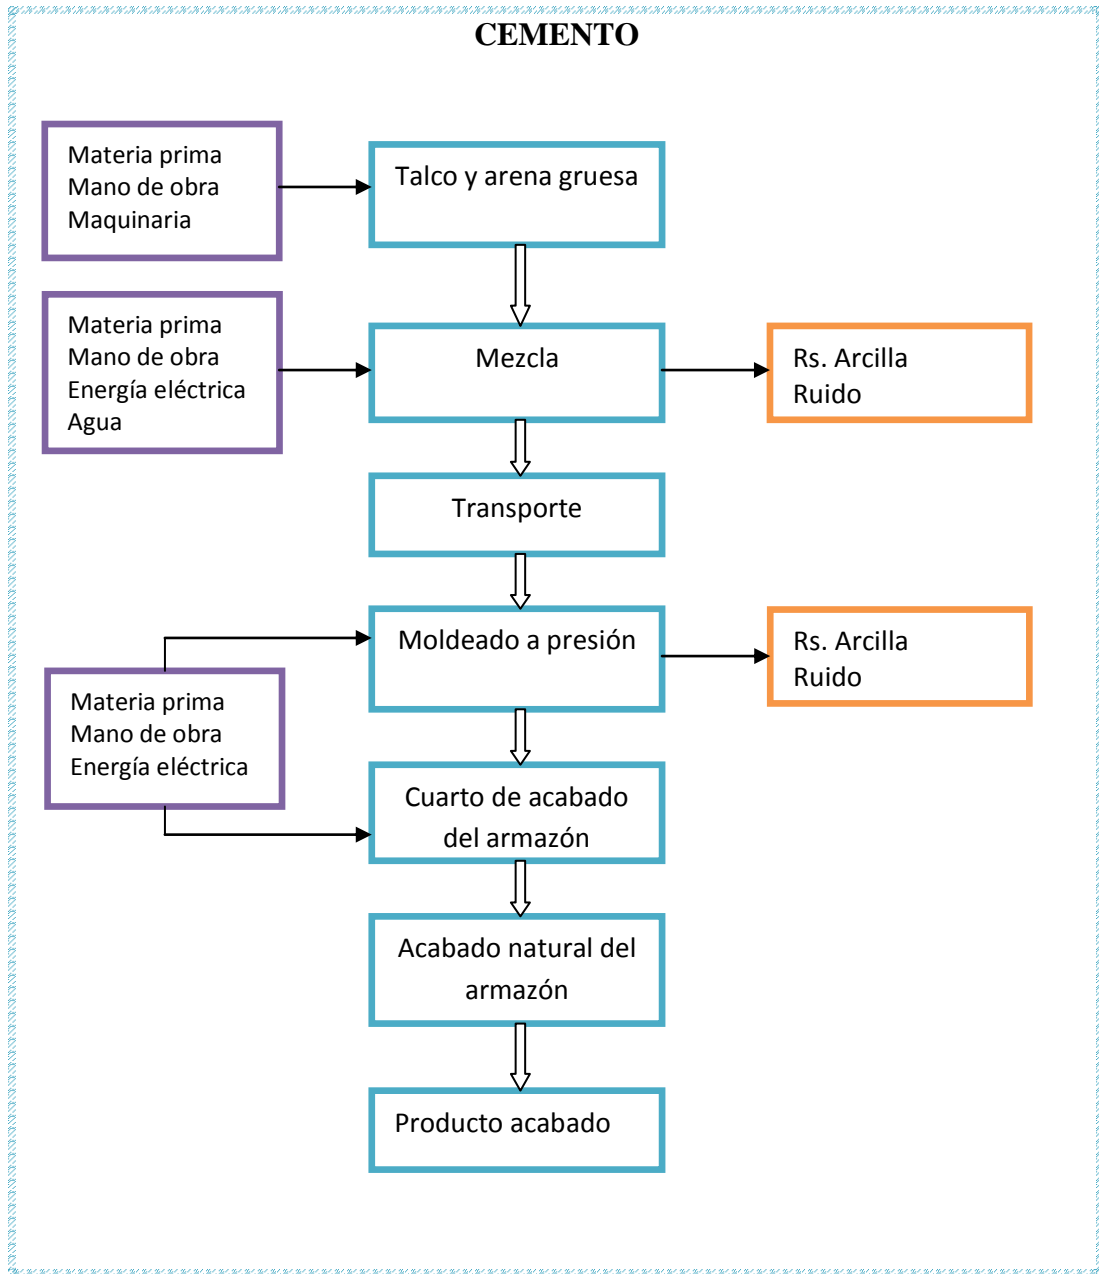 CEMENTO
Materia prima
Mano de obra
Maquinaria
Talco y arena gruesa
Materia prima
Mano de obra
Energía eléctrica
Agua
Mezcla
Rs. Arcilla
Ruido
Transporte
Moldeado a presión
Rs. Arcilla
Ruido
Materia prima
Mano de obra
Energía eléctrica
Cuarto de acabado
del armazón
Acabado natural del
armazón
Producto acabado